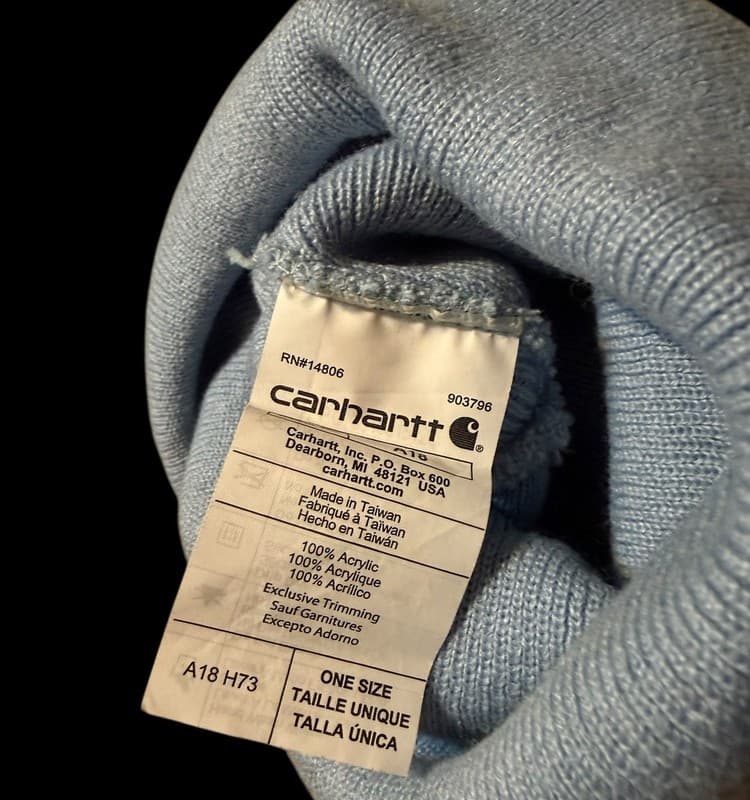 RN#14806
903796
carhartt
®
A18
Carhartt, Inc. P.O. Box 600
Dearborn, MI 48121 USA
carhartt.com
Made in Taiwan
Fabriqué à Taïwan
Hecho en Taiwán
100% Acrylic
100% Acrylique
100% Acrílico
Exclusive Trimming
Sauf Garnitures
Excepto Adorno
A18 H73
ONE SIZE
TAILLE UNIQUE
TALLA ÚNICA